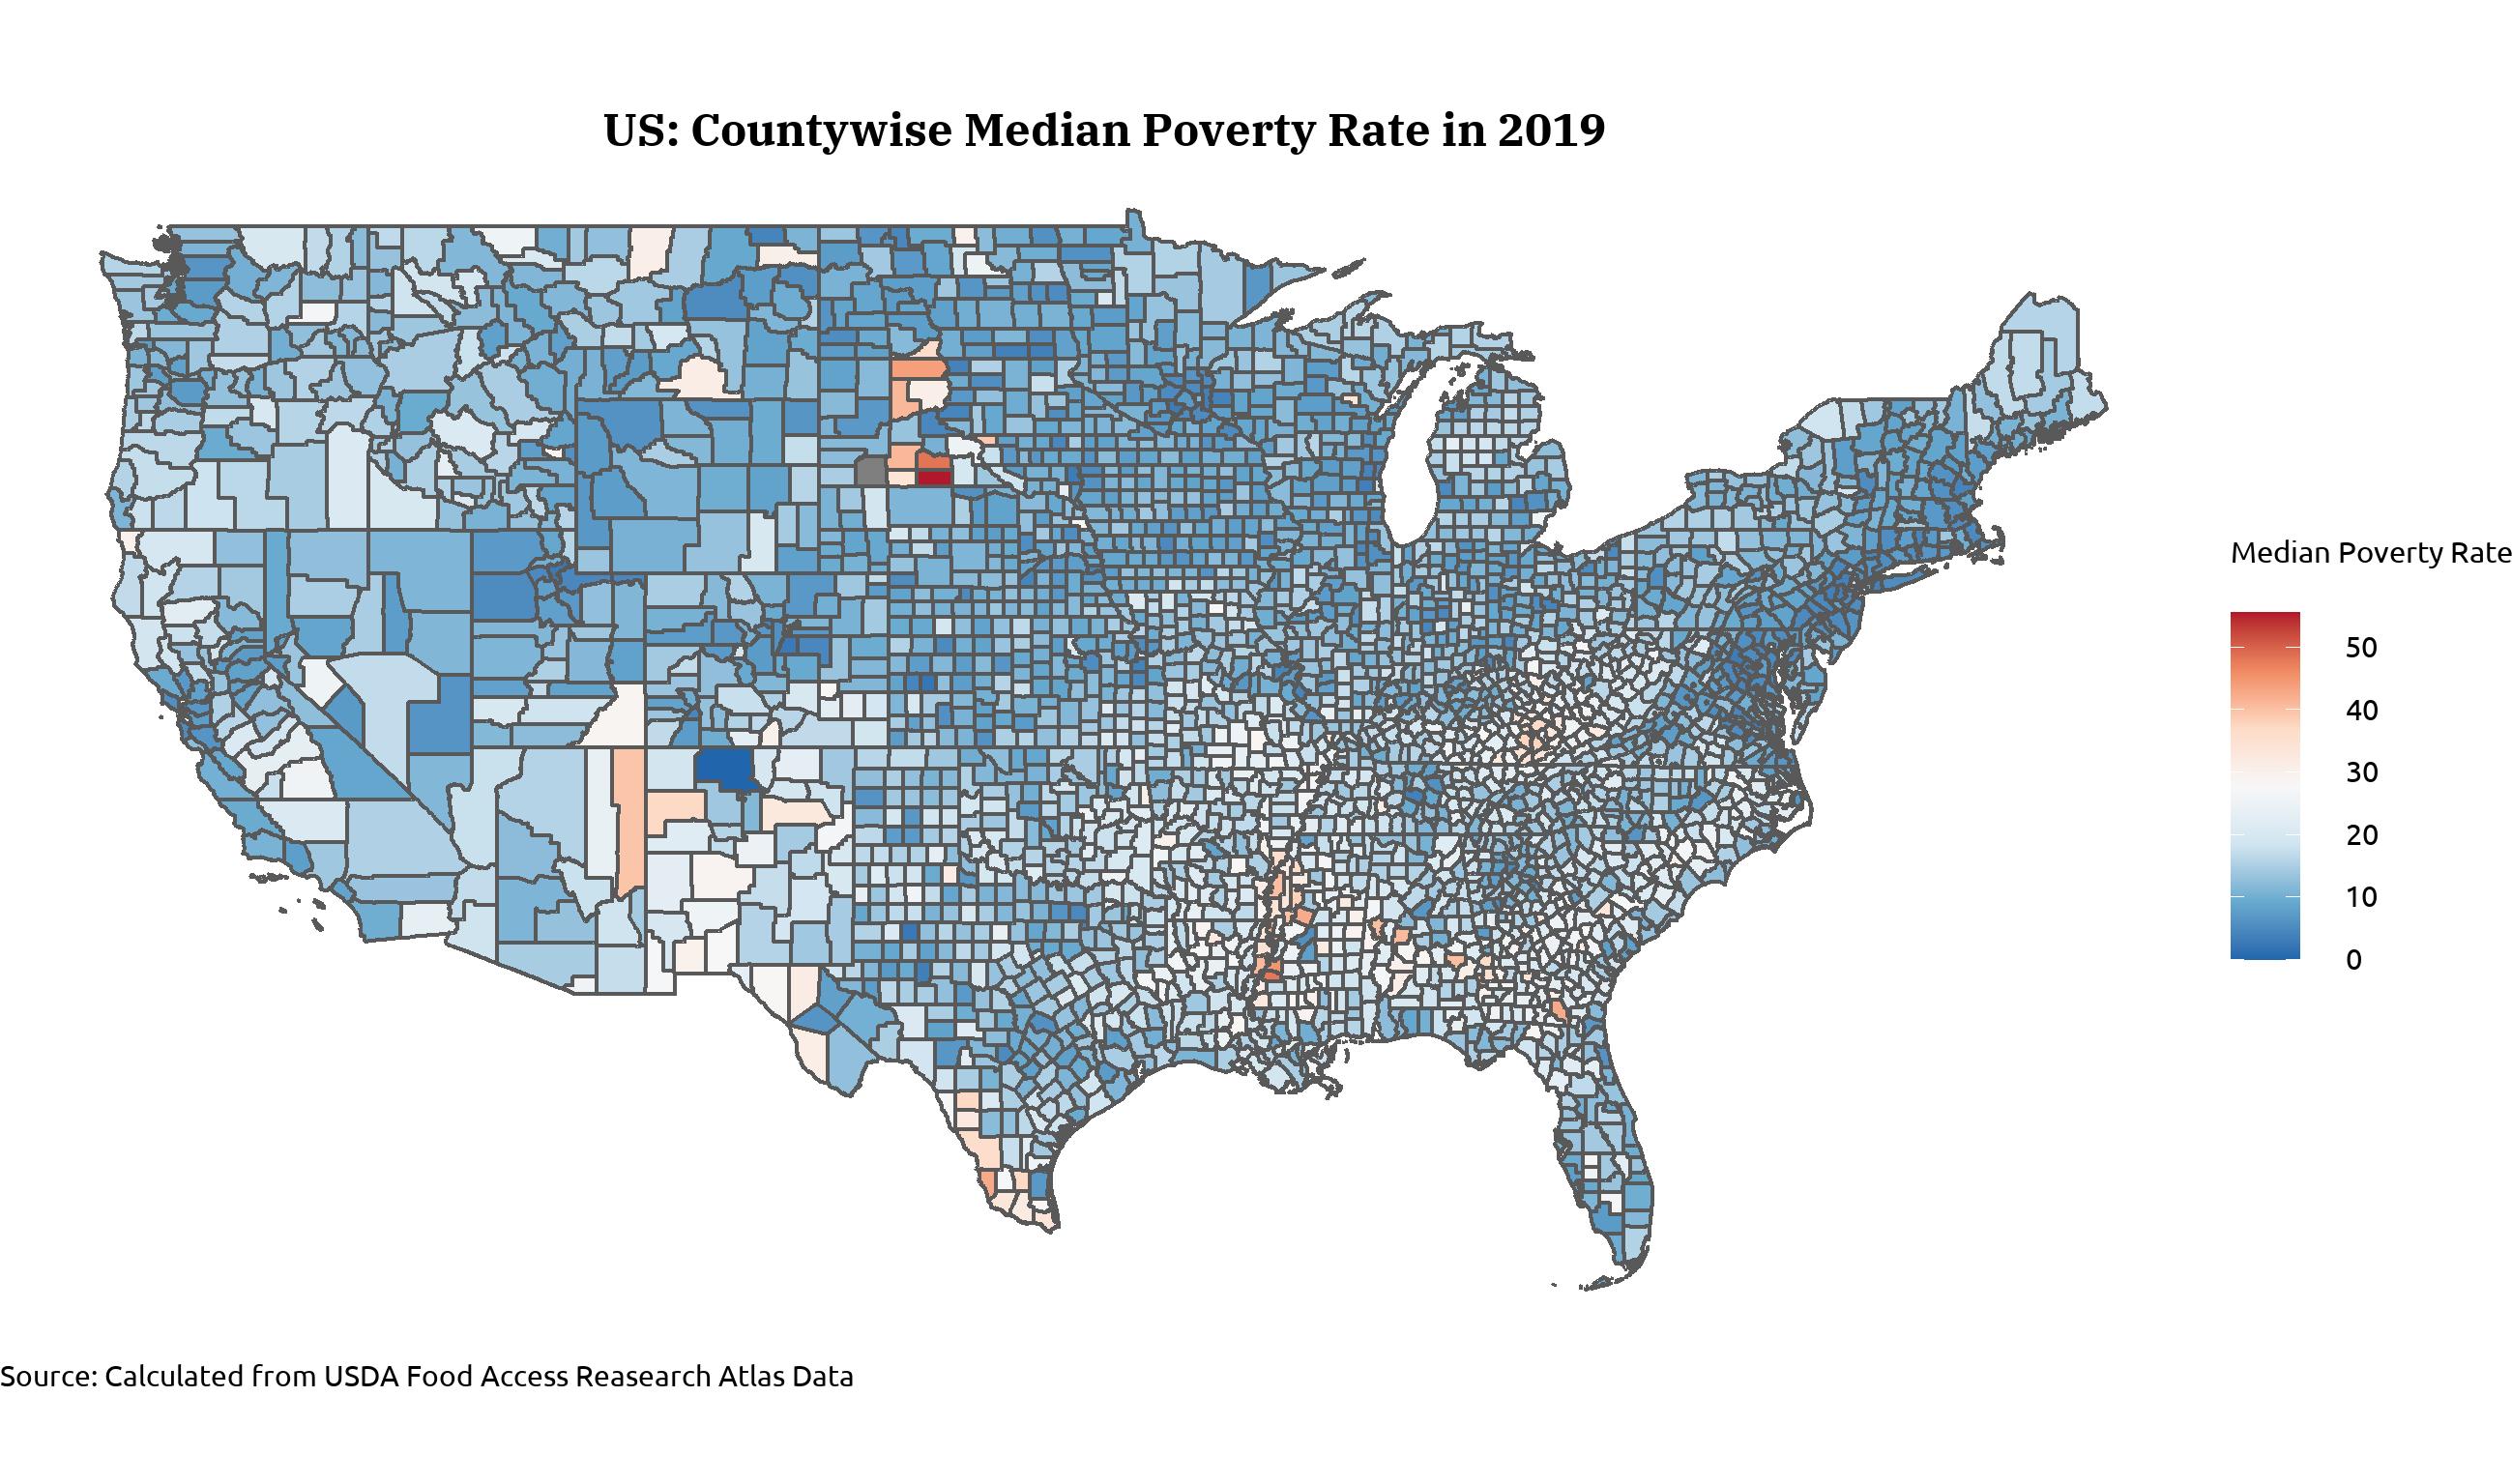 US: Countywise Median Poverty Rate in 2019
Median Poverty Rate
50
40
30
20
10
0
Source: Calculated from USDA Food Access Reasearch Atlas Data